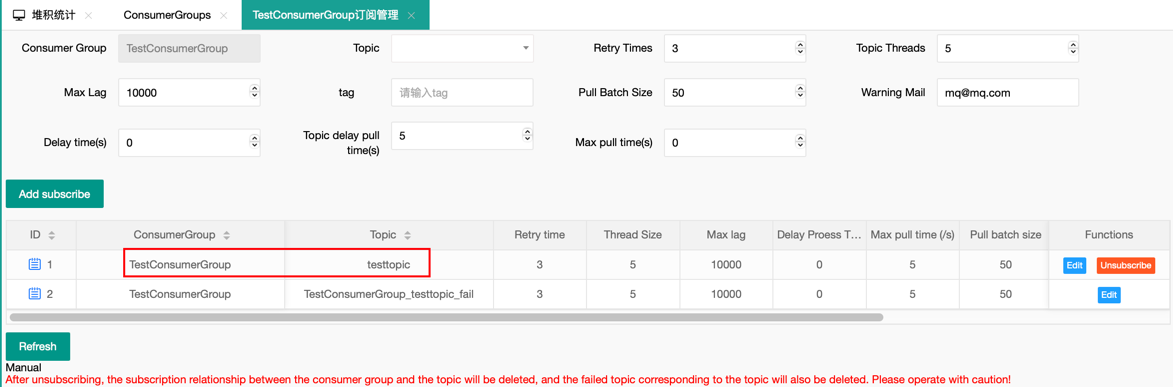 堆积统计 ConsumerGroups TestConsumerGroup订阅管理
Consumer Group TestConsumerGroup Topic Retry Times 3 Topic Threads 5
Max Lag 10000 tag 请输入tag Pull Batch Size 50 Warning Mail mq@mq.com
Delay time(s) 0 Topic delay pull time(s) 5 Max pull time(s) 0
Add subscribe
ID ConsumerGroup Topic Retry time Thread Size Max lag Delay Proess T... Max pull time (/s) Pull batch size Functions
1 TestConsumerGroup testtopic 3 5 10000 0 5 50 Edit Unsubscribe
2 TestConsumerGroup TestConsumerGroup_testtopic_fail 3 5 10000 0 5 50 Edit
Refresh
Manual
After unsubscribing, the subscription relationship between the consumer group and the topic will be deleted, and the failed topic corresponding to the topic will also be deleted. Please operate with caution!